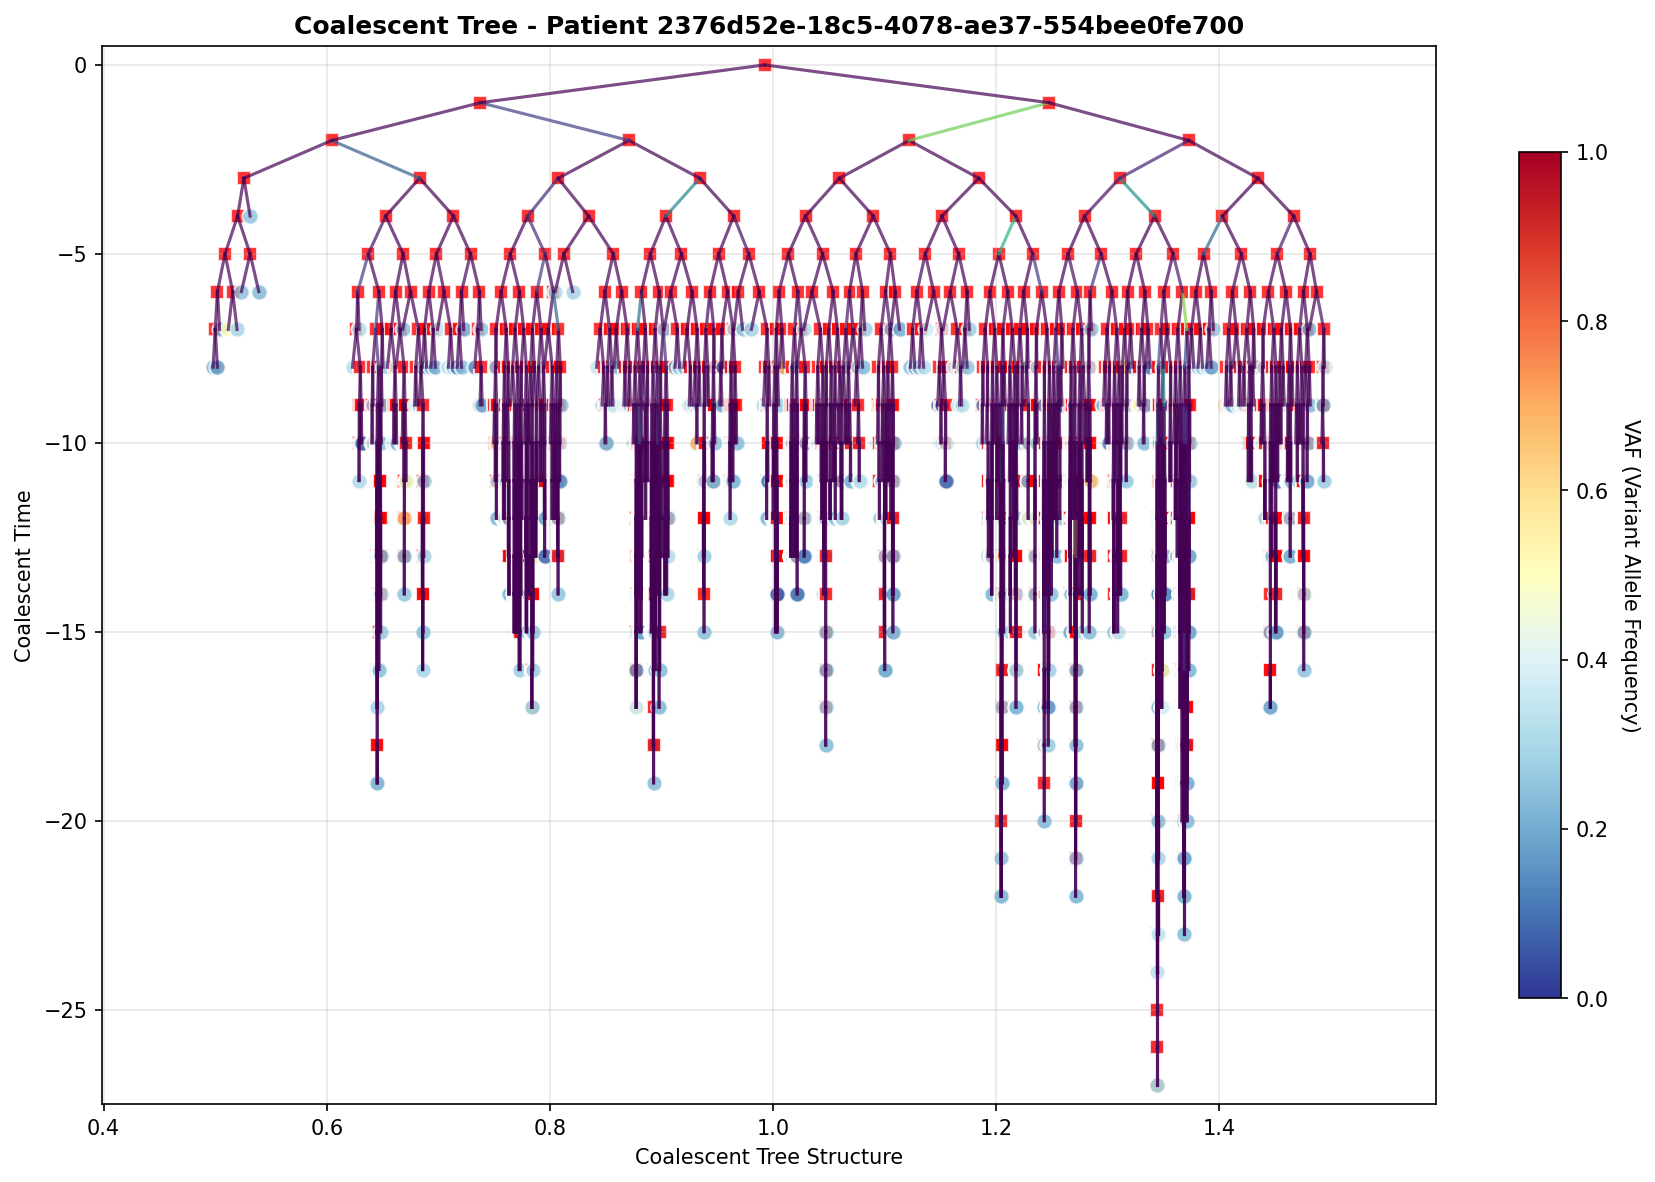 Coalescent Tree - Patient 2376d52e-18c5-4078-ae37-554bee0fe700
0
−5
−10
−15
−20
−25
Coalescent Time
0.4 0.6 0.8 1.0 1.2 1.4
Coalescent Tree Structure
1.0
0.8
0.6
0.4
0.2
0.0
VAF (Variant Allele Frequency)